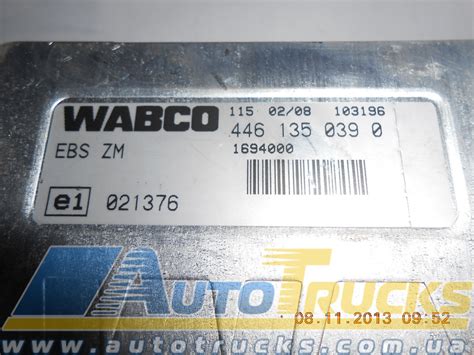 WABCO
115 02/08 103196
446 135 039 0
EBS ZM
1694000
e1 021376
AUTOTRUCKS
08.11.2013 09:52
www.autotrucks.com.ua